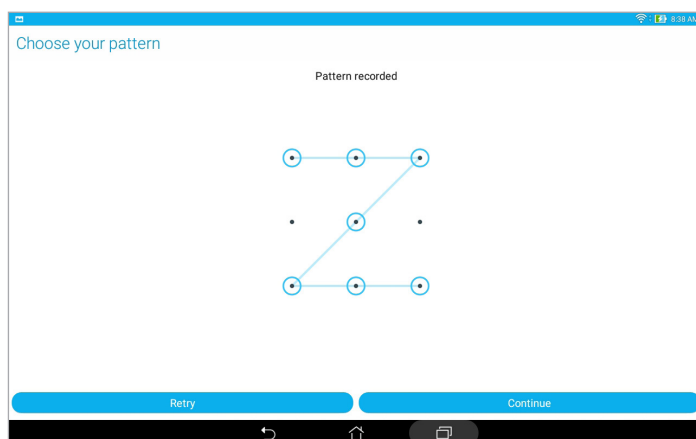 8:38 AM
Choose your pattern
Pattern recorded
Retry
Continue